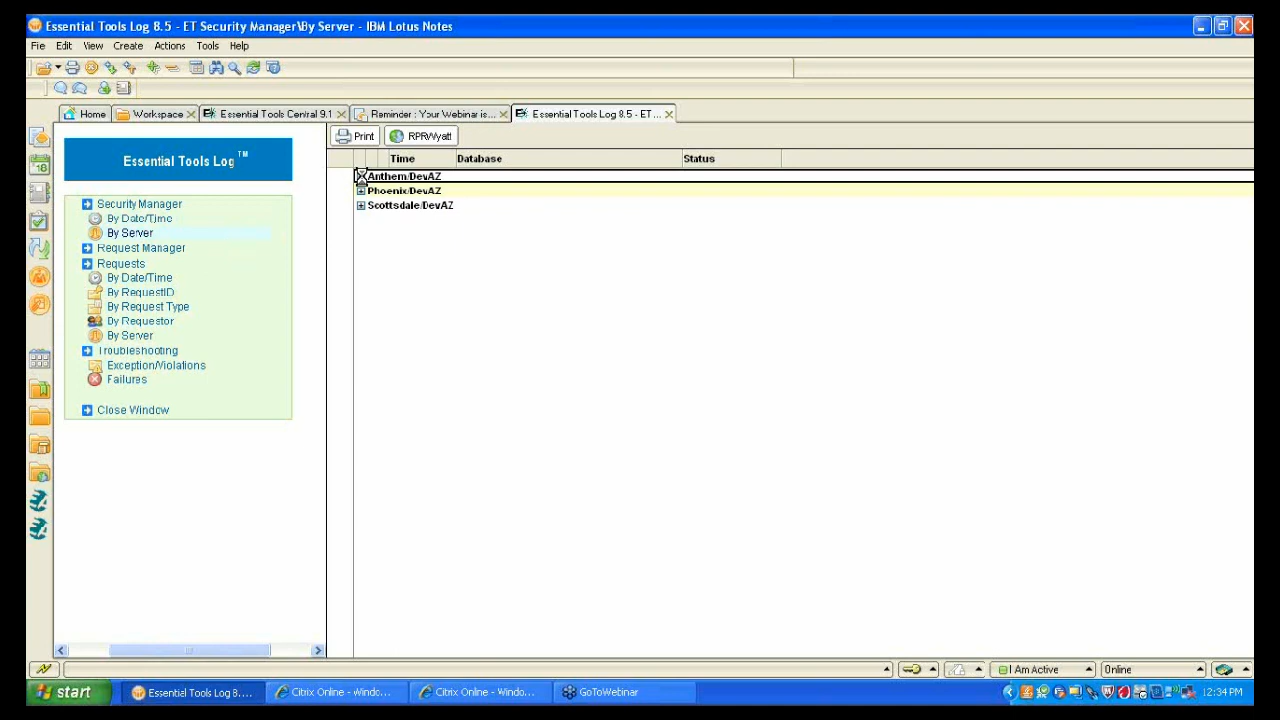 Essential Tools Log 8.5 - ET Security Manager\By Server - IBM Lotus Notes
File Edit View Create Actions Tools Help
Home Workspace Essential Tools Central 9.1 Reminder : Your Webinar is... Essential Tools Log 8.5 - ET ...
Print RPRWyatt
Essential Tools Log ™
Time Database Status
Anthem/DevAZ
Phoenix/DevAZ
Scottsdale/DevAZ
Security Manager
By Date/Time
By Server
Request Manager
Requests
By Date/Time
By RequestID
By Request Type
By Requestor
By Server
Troubleshooting
Exception/Violations
Failures
Close Window
I Am Active Online
start Essential Tools Log 8.... Citrix Online - Windo... Citrix Online - Windo... GoToWebinar 12:34 PM